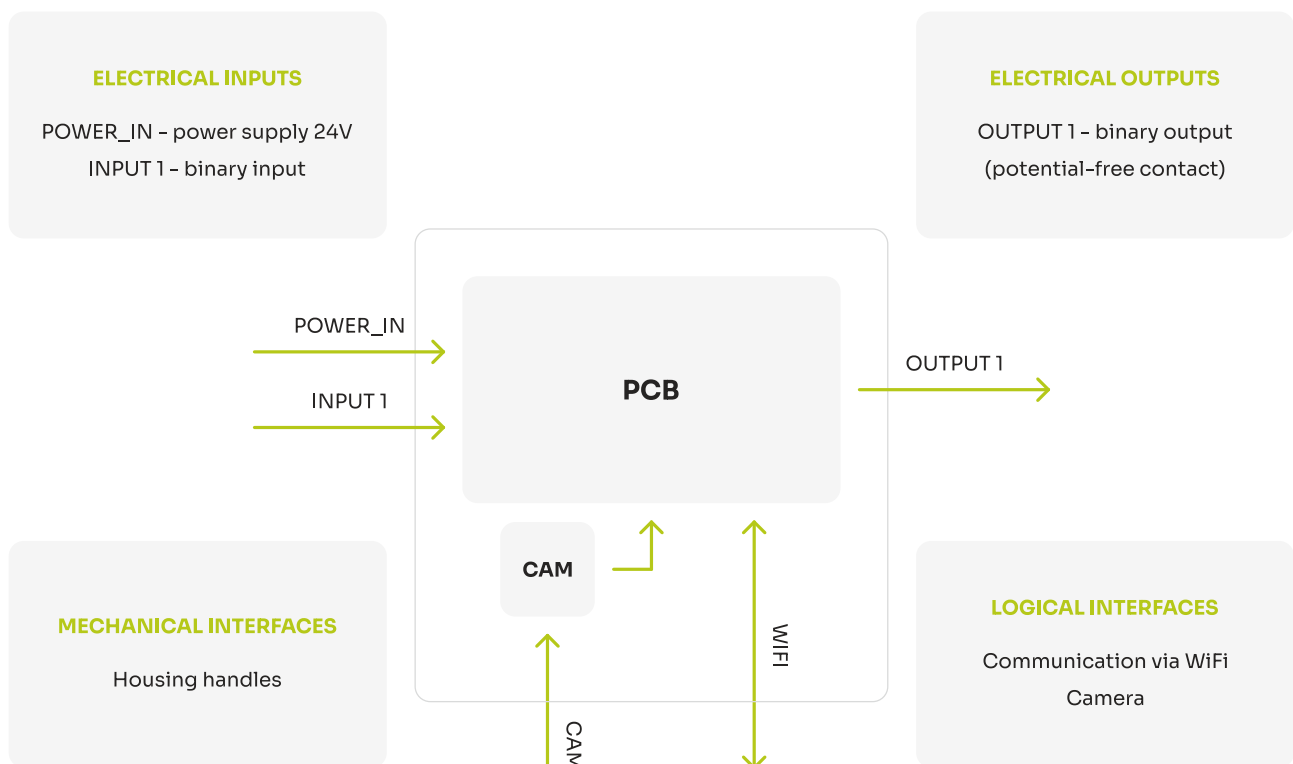 ELECTRICAL INPUTS
POWER_IN - power supply 24V
INPUT 1 - binary input
ELECTRICAL OUTPUTS
OUTPUT 1 - binary output
(potential-free contact)
POWER_IN
INPUT 1
PCB
OUTPUT 1
CAM
WIFI
CAM
MECHANICAL INTERFACES
Housing handles
LOGICAL INTERFACES
Communication via WiFi
Camera